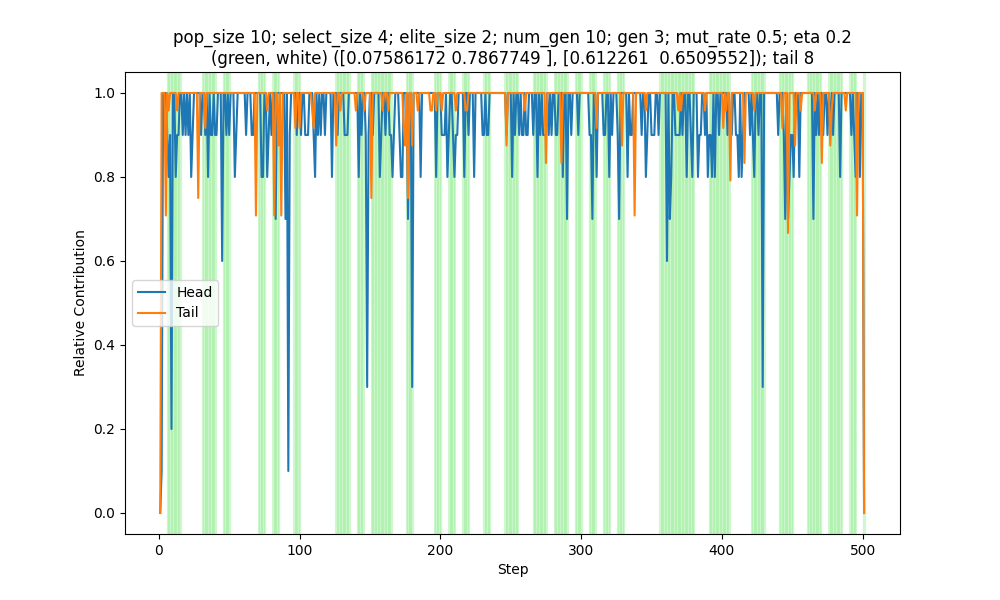 pop_size 10; select_size 4; elite_size 2; num_gen 10; gen 3; mut_rate 0.5; eta 0.2
(green, white) ([0.07586172 0.7867749 ], [0.612261  0.6509552]); tail 8
1.0
0.8
0.6
0.4
0.2
0.0
Relative Contribution
Head
Tail
0
100
200
300
400
500
Step